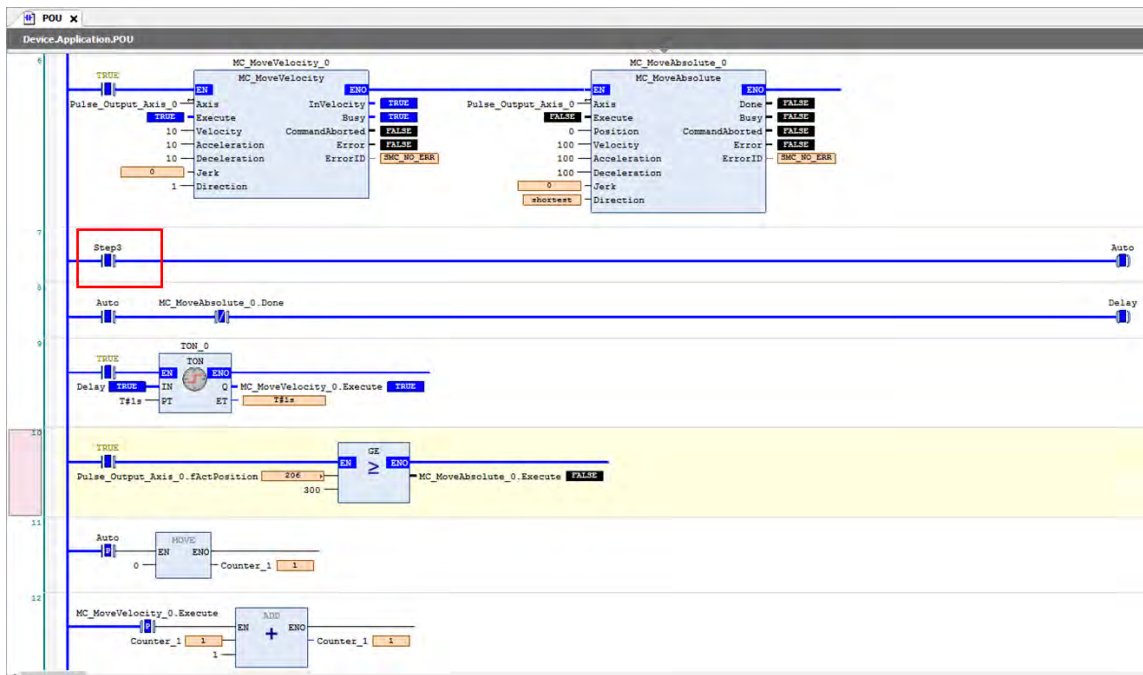 POU
Device.Application.POU
6
MC_MoveVelocity_0 MC_MoveAbsolute_0
TRUE MC_MoveVelocity MC_MoveAbsolute
EN ENO EN ENO
Pulse_Output_Axis_0 Axis InVelocity TRUE Pulse_Output_Axis_0 Axis Done FALSE
TRUE Execute Busy TRUE FALSE Execute Busy FALSE
10 Velocity CommandAborted FALSE 0 Position CommandAborted FALSE
10 Acceleration Error FALSE 100 Velocity Error FALSE
10 Deceleration ErrorID SMC_NO_ERR 100 Acceleration ErrorID SMC_NO_ERR
0 Jerk 100 Deceleration
1 Direction 0 Jerk
shortest Direction
7
Step3 Auto
8
Auto MC_MoveAbsolute_0.Done Delay
9
TON_0
TRUE TON
EN ENO
Delay TRUE IN Q MC_MoveVelocity_0.Execute TRUE
T#1s PT ET T#1s
10
TRUE GE
EN ≥ ENO
Pulse_Output_Axis_0.fActPosition 206 MC_MoveAbsolute_0.Execute FALSE
300
11
Auto MOVE
P EN ENO
0 Counter_1 1
12
MC_MoveVelocity_0.Execute ADD
P EN + ENO
Counter_1 1 Counter_1 1
1